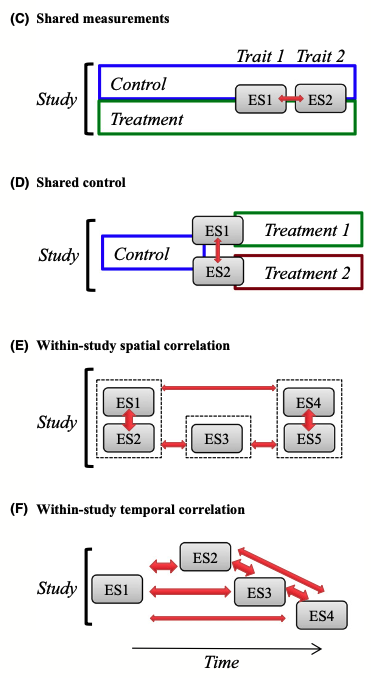 (C) Shared measurements
Trait 1 Trait 2
Study
Control
ES1 ES2
Treatment
(D) Shared control
Study
ES1
Treatment 1
Control
ES2
Treatment 2
(E) Within-study spatial correlation
Study
ES1 ES4
ES2 ES3 ES5
(F) Within-study temporal correlation
Study
ES2
ES1
ES3
ES4
Time